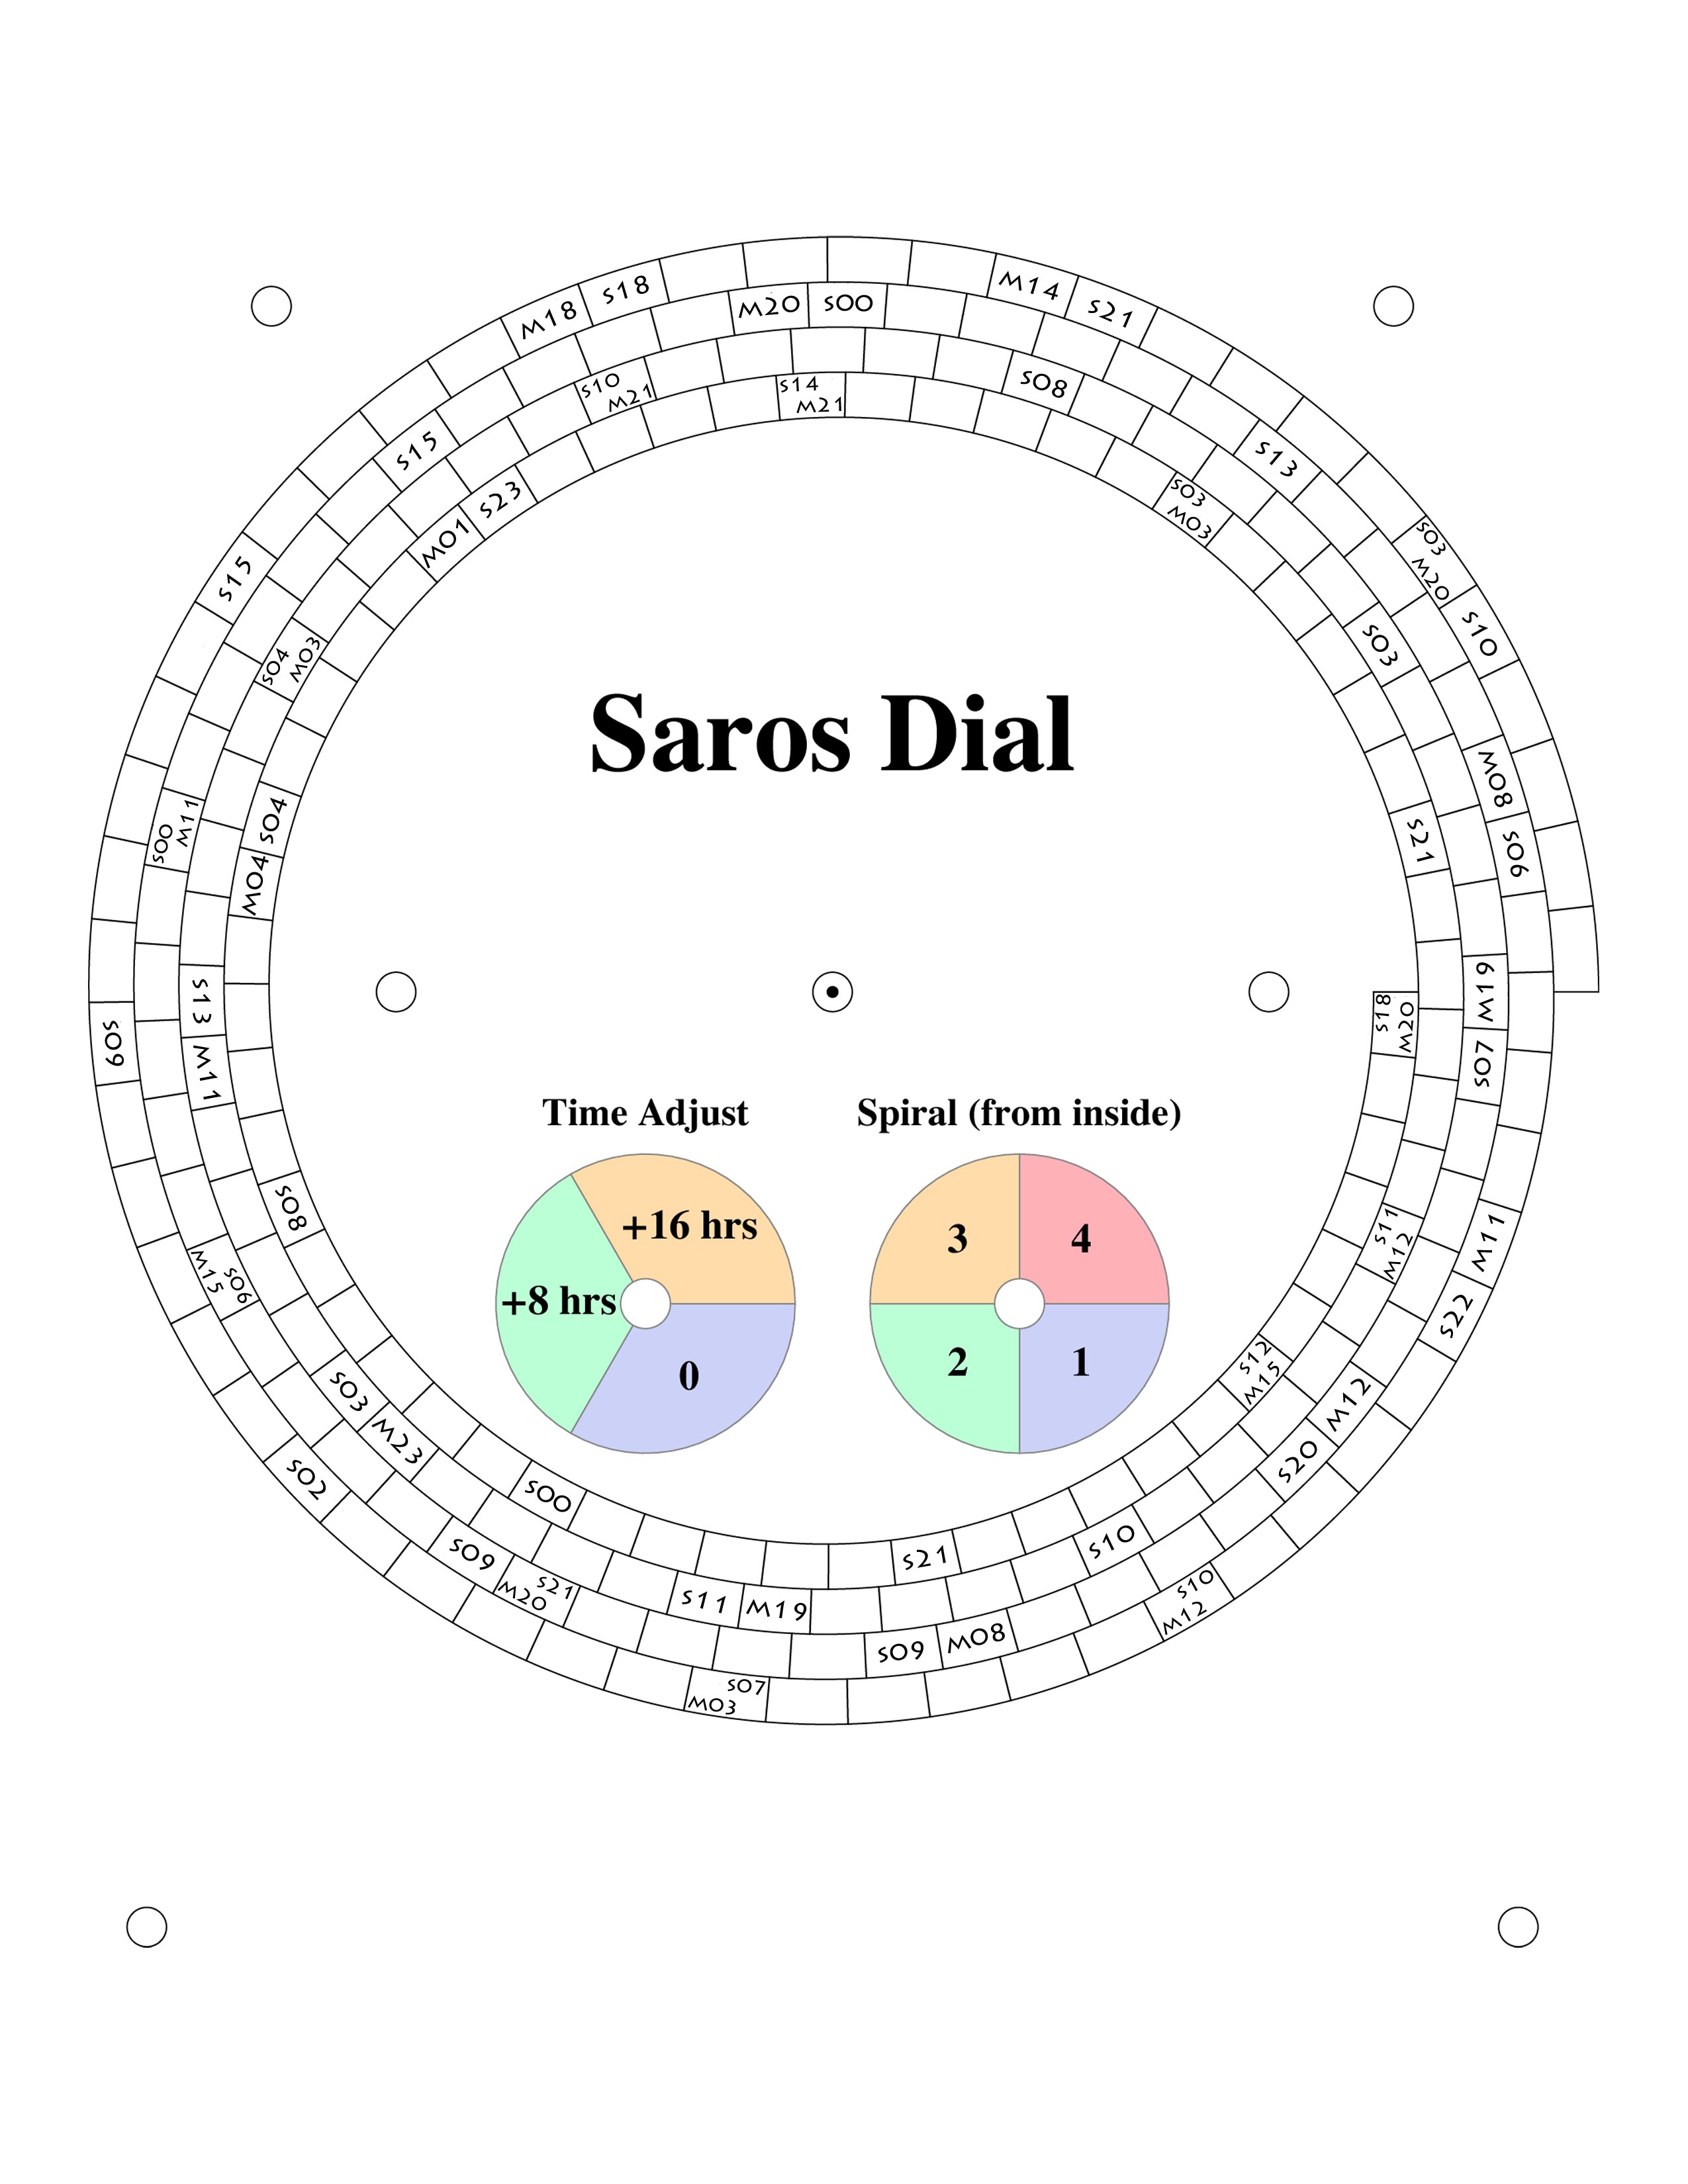 Saros Dial
S18
M20
S12
M15
S21
S00
S08
M04
S04
M01
S23
S14
M21
S03
M03
S21
S11
M12
S10
M19
S11
M23
S03
M11
S13
S04
M03
S10
M21
S08
S03
M19
S07
M12
S20
M08
S09
S21
M20
S09
S06
M15
S00
M11
S15
M20
S00
S13
M08
S06
M11
S22
S10
M12
S07
M03
S02
S09
S15
M18
S18
M14
S21
S03
M20
S10
Time Adjust
+16 hrs
+8 hrs
0
Spiral (from inside)
3
4
2
1